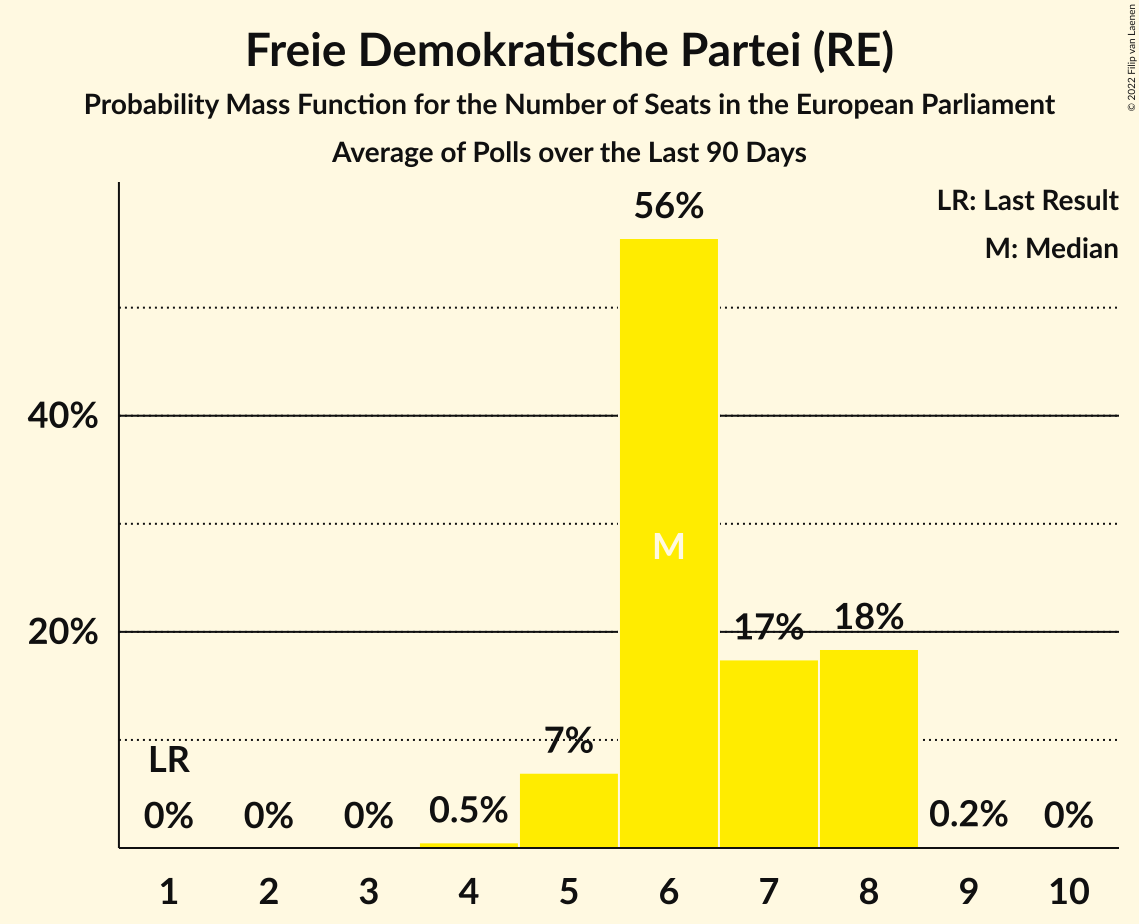 Freie Demokratische Partei (RE)
Probability Mass Function for the Number of Seats in the European Parliament
Average of Polls over the Last 90 Days
© 2022 Filip van Laenen
LR: Last Result
M: Median
56%
40%
M
20%
17%
18%
7%
LR
0%
0%
0%
0.5%
0.2%
0%
1 2 3 4 5 6 7 8 9 10